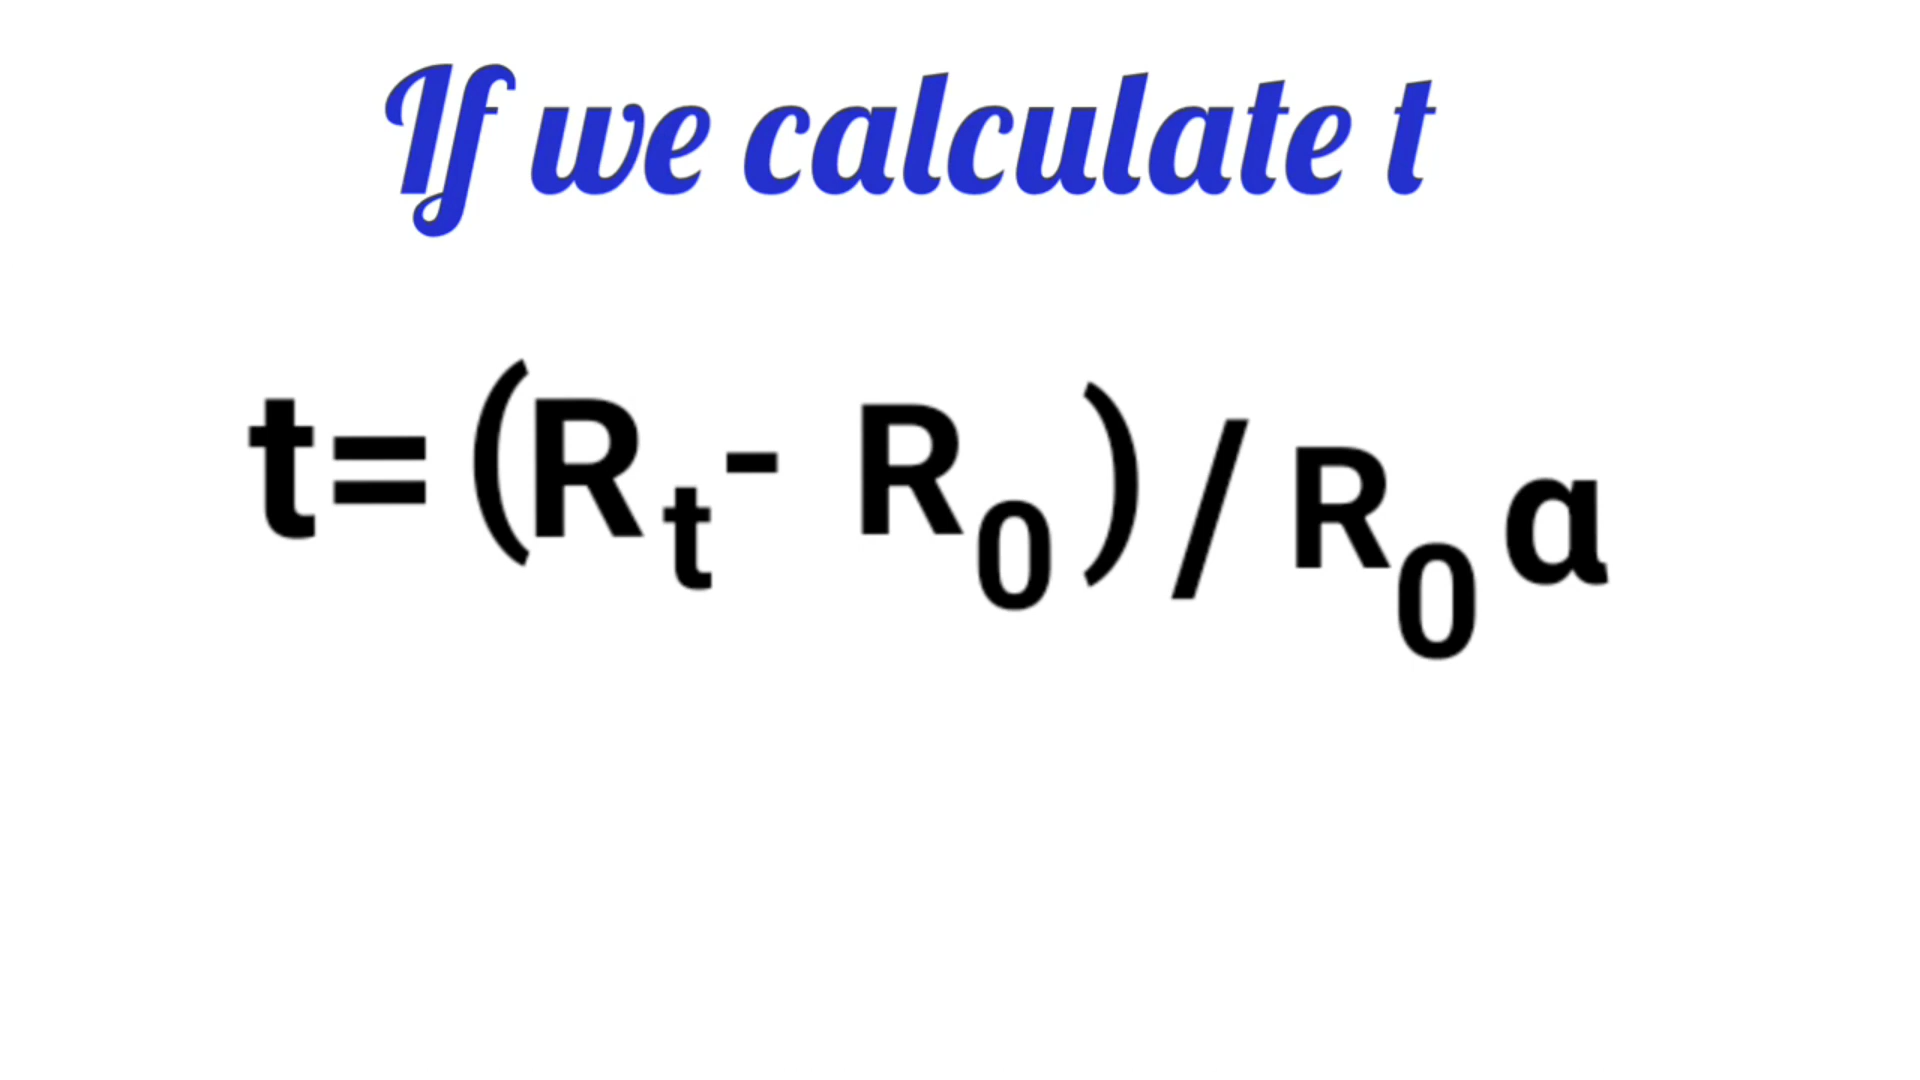 If we calculate t
t= (Rₜ- R₀)/R₀α